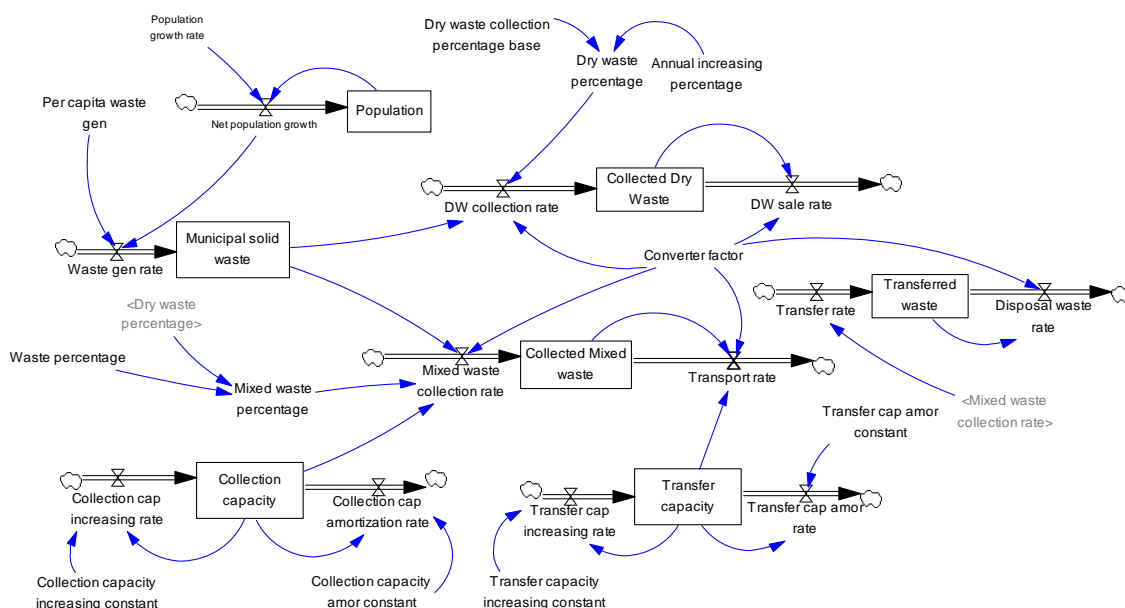 Population
growth rate
Dry waste collection
percentage base
Dry waste
percentage
Annual increasing
percentage
Per capita waste
gen
Population
Net population growth
Collected Dry
Waste
DW collection rate
DW sale rate
Municipal solid
waste
Waste gen rate
Converter factor
Transferred
waste
Transfer rate
Disposal waste
rate
<Dry waste
percentage>
Waste percentage
Mixed waste
percentage
Mixed waste
collection rate
Collected Mixed
waste
Transport rate
<Mixed waste
collection rate>
Transfer cap amor
constant
Collection
capacity
Collection cap
increasing rate
Collection cap
amortization rate
Transfer
capacity
Transfer cap
increasing rate
Transfer cap amor
rate
Collection capacity
increasing constant
Collection capacity
amor constant
Transfer capacity
increasing constant